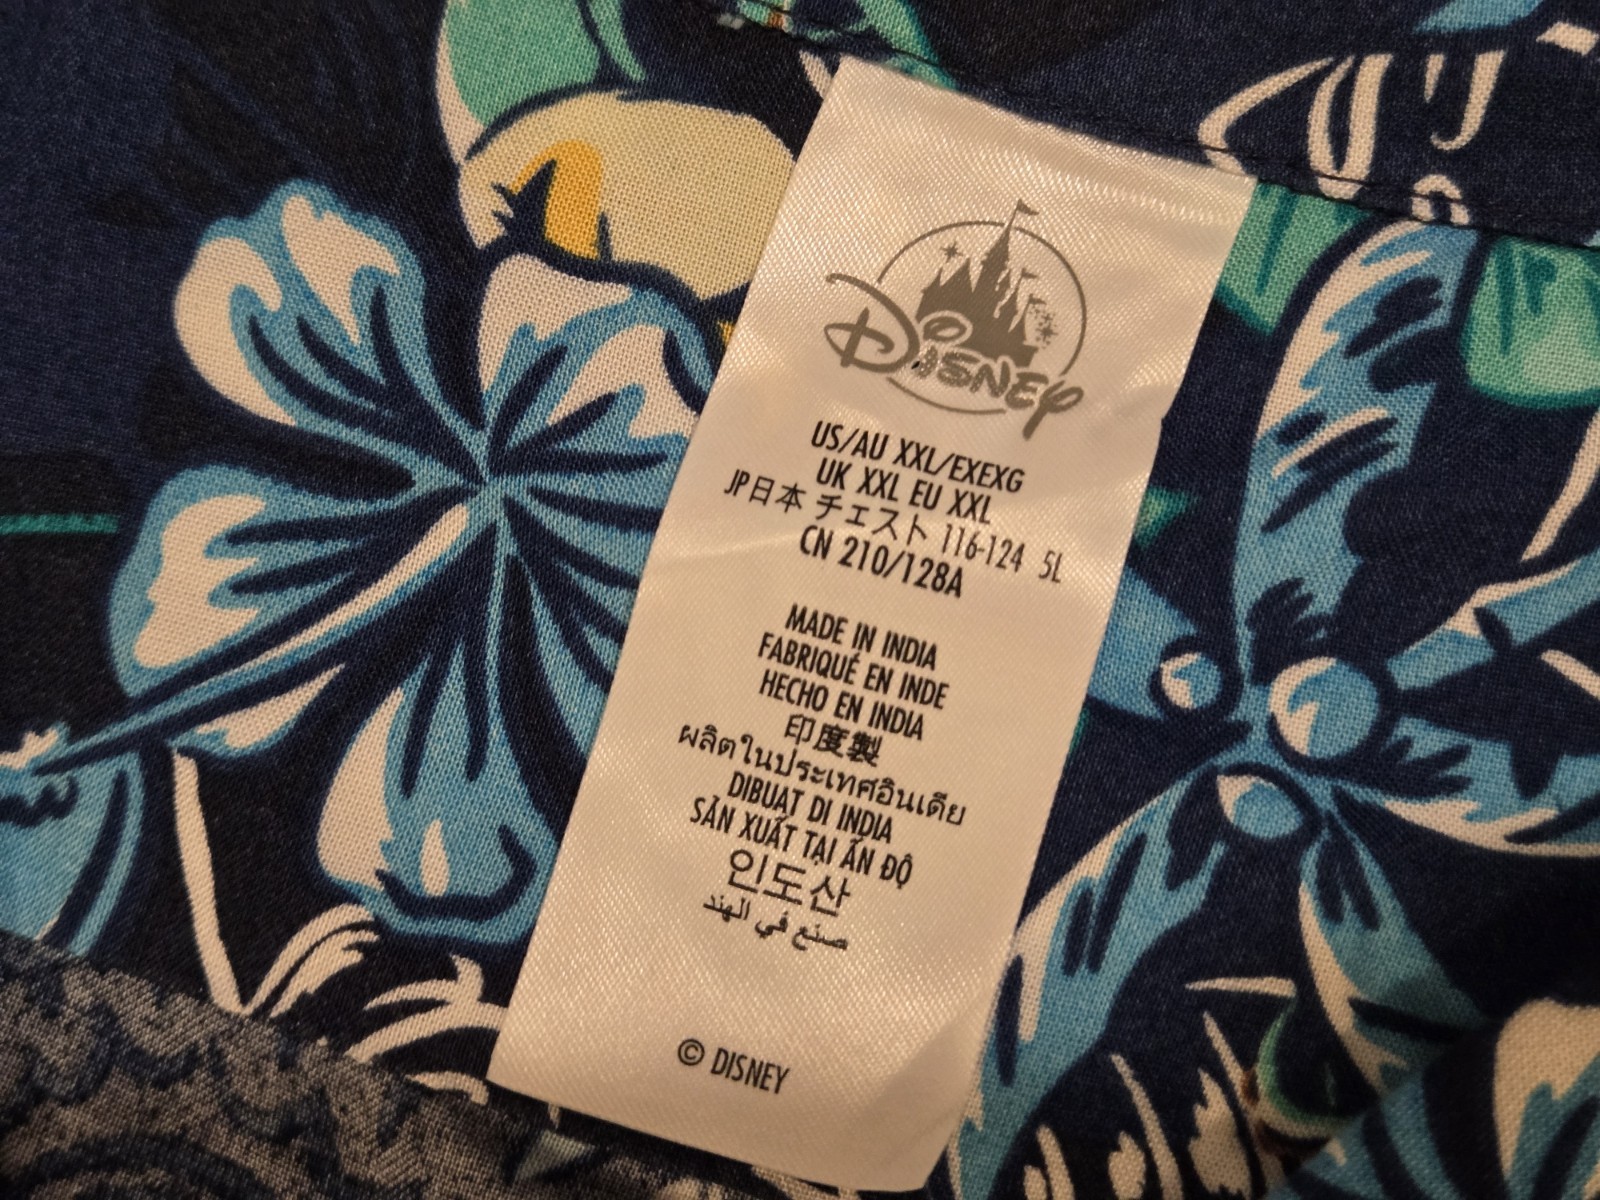 Disney
US/AU XXL/EXEXG
UK XXL EU XXL
JP日本 チェスト 116-124 5L
CN 210/128A
MADE IN INDIA
FABRIQUÉ EN INDE
HECHO EN INDIA
印度製
ผลิตในประเทศอินเดีย
DIBUAT DI INDIA
SẢN XUẤT TẠI ẤN ĐỘ
인도산
صنع في الهند
© DISNEY